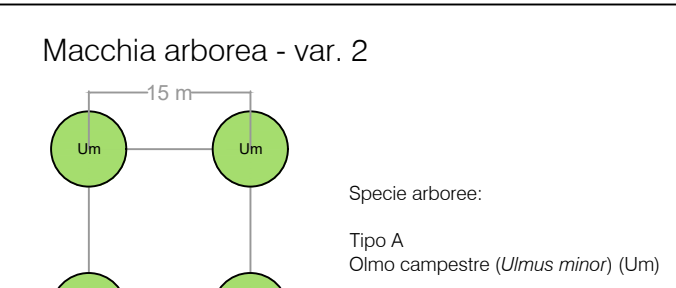 Macchia arborea - var. 2
15 m
Um Um
Specie arboree:
Tipo A
Olmo campestre (Ulmus minor) (Um)